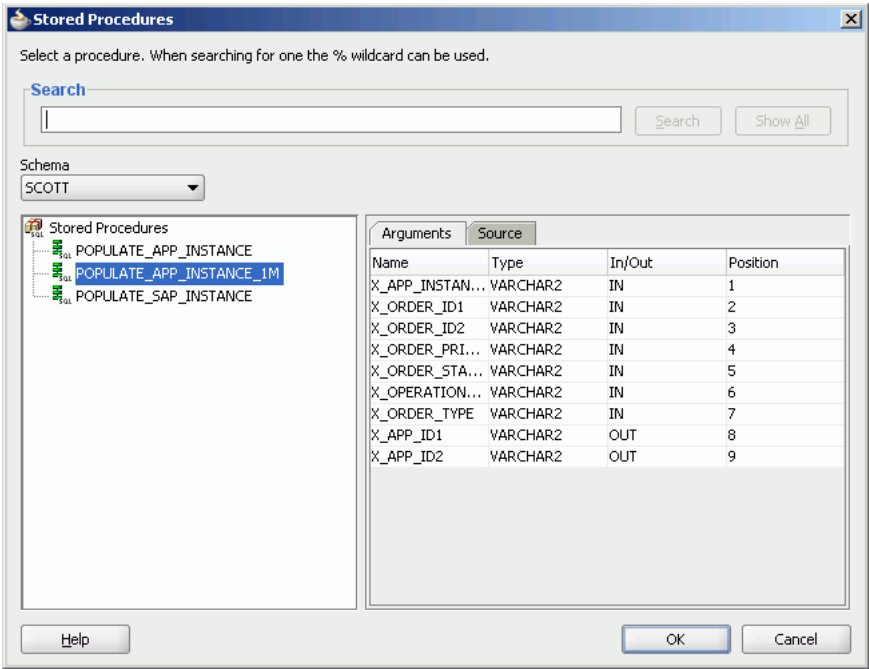 Stored Procedures
Select a procedure. When searching for one the % wildcard can be used.
Search
Search Show All
Schema
SCOTT
Stored Procedures
POPULATE_APP_INSTANCE
POPULATE_APP_INSTANCE_1M
POPULATE_SAP_INSTANCE
Arguments Source
Name Type In/Out Position
X_APP_INSTAN... VARCHAR2 IN 1
X_ORDER_ID1 VARCHAR2 IN 2
X_ORDER_ID2 VARCHAR2 IN 3
X_ORDER_PRI... VARCHAR2 IN 4
X_ORDER_STA... VARCHAR2 IN 5
X_OPERATION... VARCHAR2 IN 6
X_ORDER_TYPE VARCHAR2 IN 7
X_APP_ID1 VARCHAR2 OUT 8
X_APP_ID2 VARCHAR2 OUT 9
Help OK Cancel